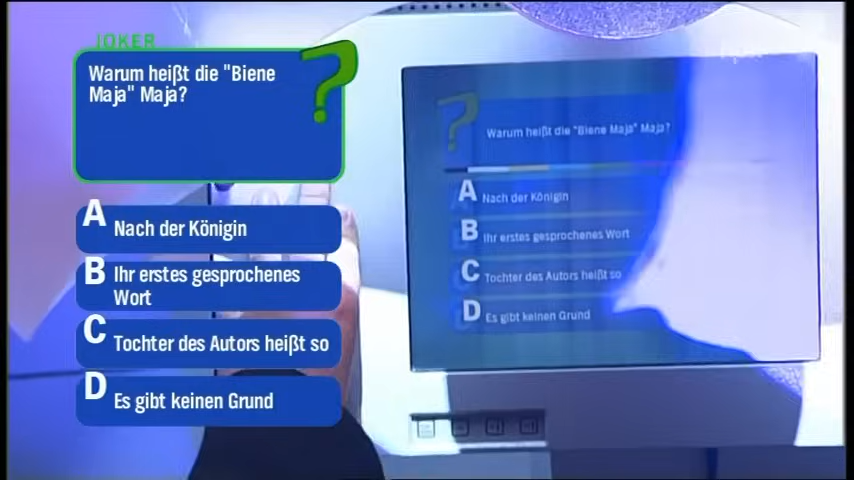 JOKER
Warum heißt die "Biene
Maja" Maja?
?
A Nach der Königin
B Ihr erstes gesprochenes
Wort
C Tochter des Autors heißt so
D Es gibt keinen Grund
?
Warum heißt die "Biene Maja" Maja?
A Nach der Königin
B Ihr erstes gesprochenes Wort
C Tochter des Autors heißt so
D Es gibt keinen Grund